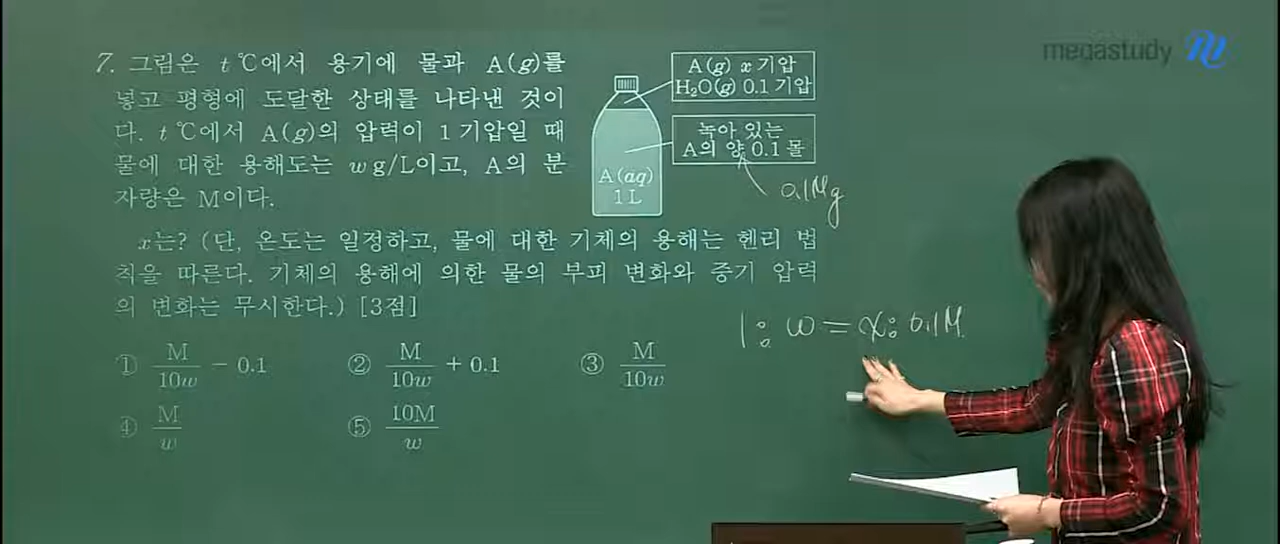 megastudy M
7. 그림은 t ℃에서 용기에 물과 A(g)를
넣고 평형에 도달한 상태를 나타낸 것이
다. t ℃에서 A(g)의 압력이 1 기압일 때
물에 대한 용해도는 w g/L이고, A의 분
자량은 M이다.
A(g) x 기압
H₂O(g) 0.1 기압
녹아 있는
A의 양 0.1 몰
A(aq)
1 L
0.1Mg
x는? (단, 온도는 일정하고, 물에 대한 기체의 용해는 헨리 법
칙을 따른다. 기체의 용해에 의한 물의 부피 변화와 증기 압력
의 변화는 무시한다.) [3점]
① M/10w − 0.1
② M/10w + 0.1
③ M/10w
④ M/w
⑤ 10M/w
1 : w = x : 0.1M